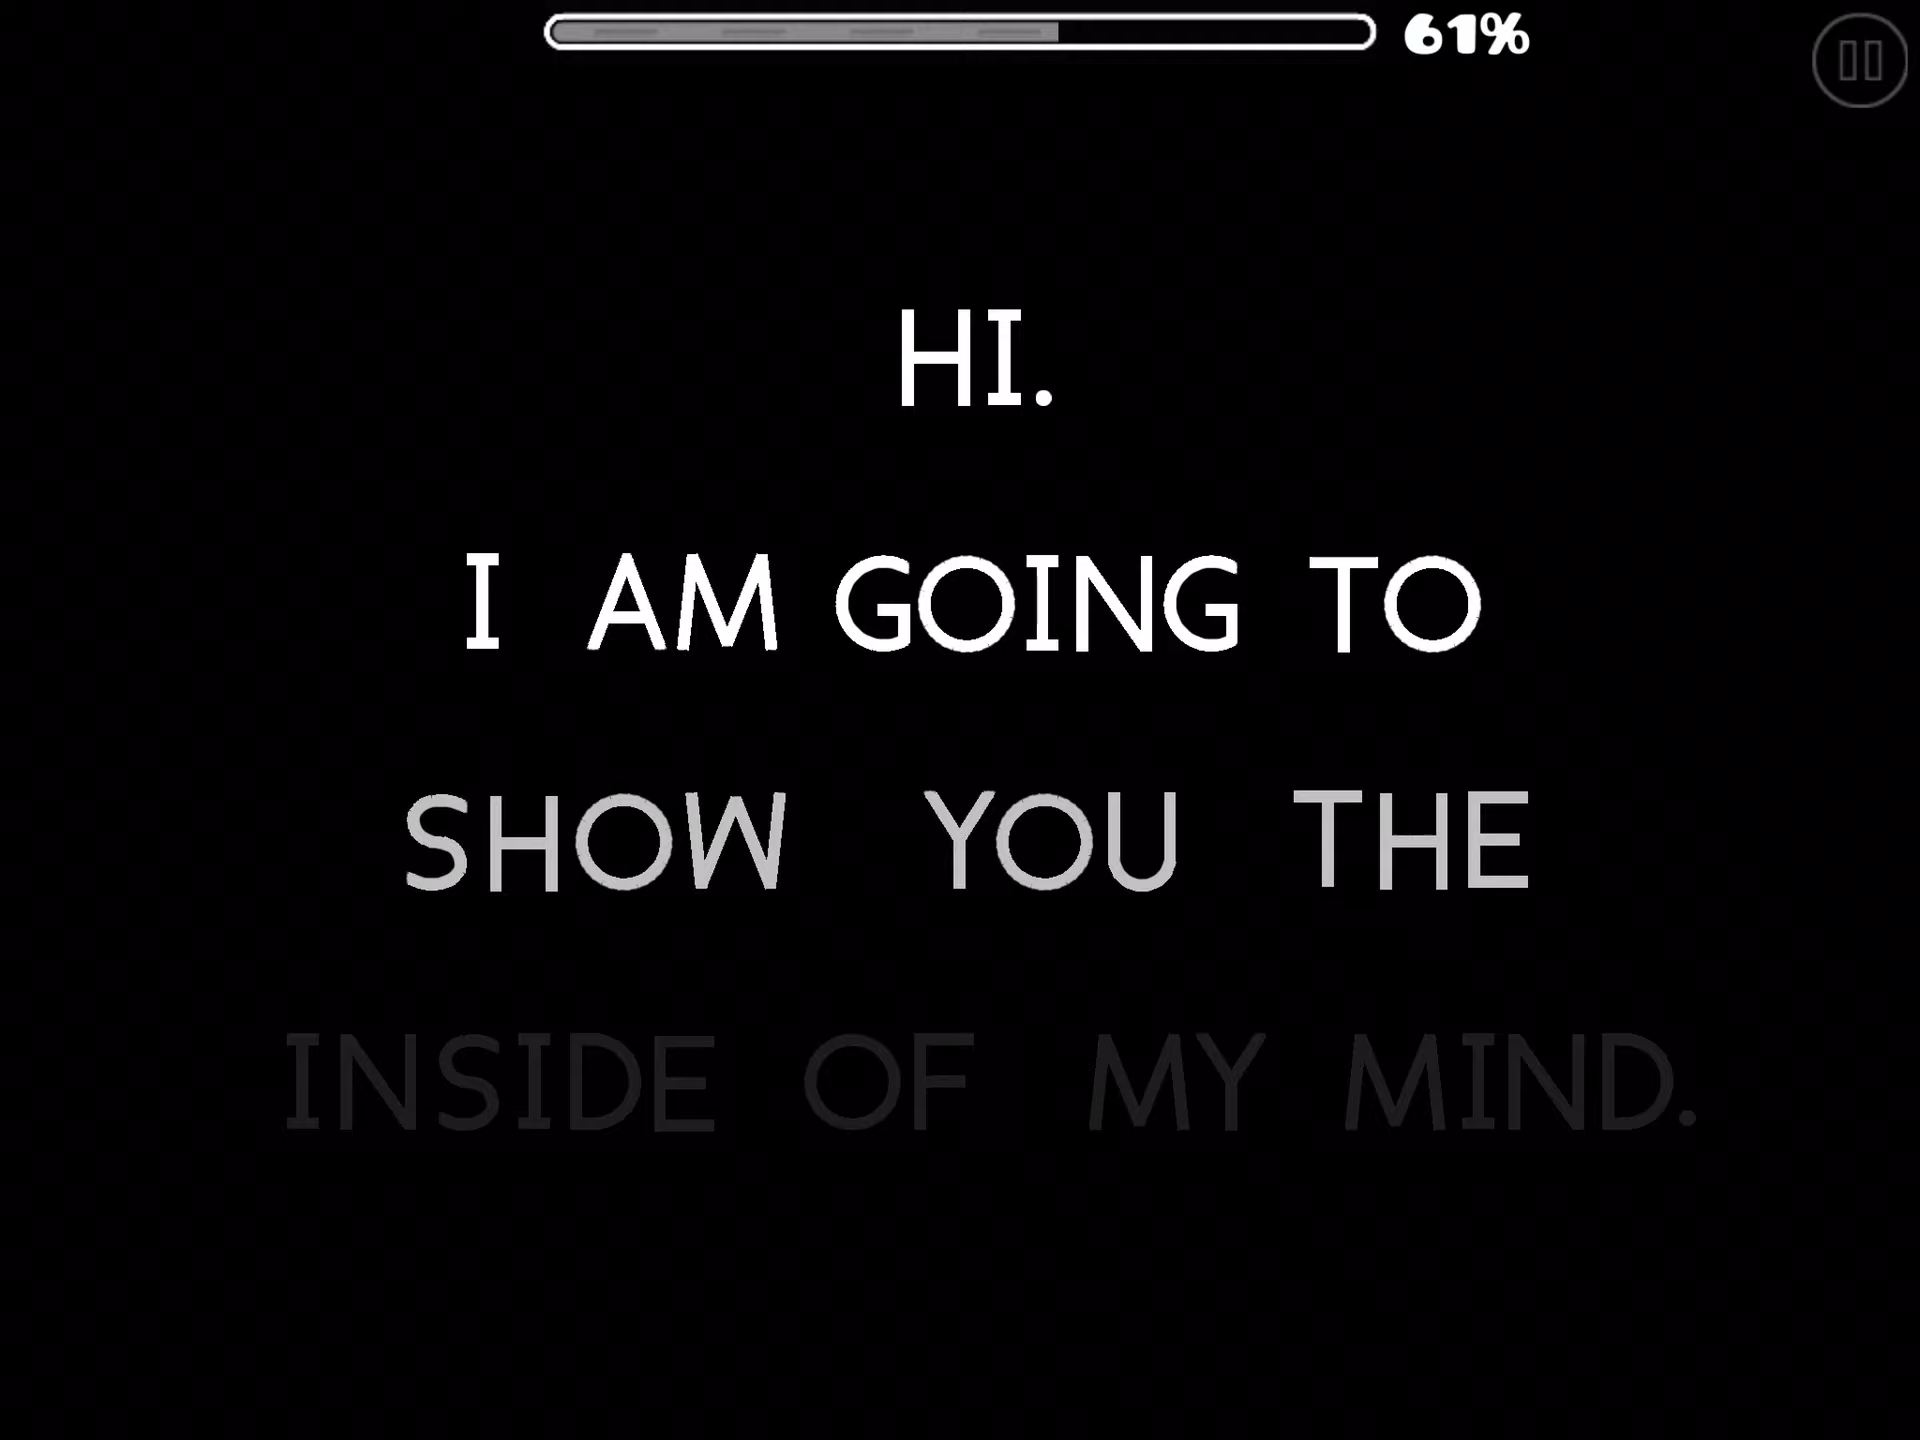 61%
HI.
I AM GOING TO
SHOW YOU THE
INSIDE OF MY MIND.